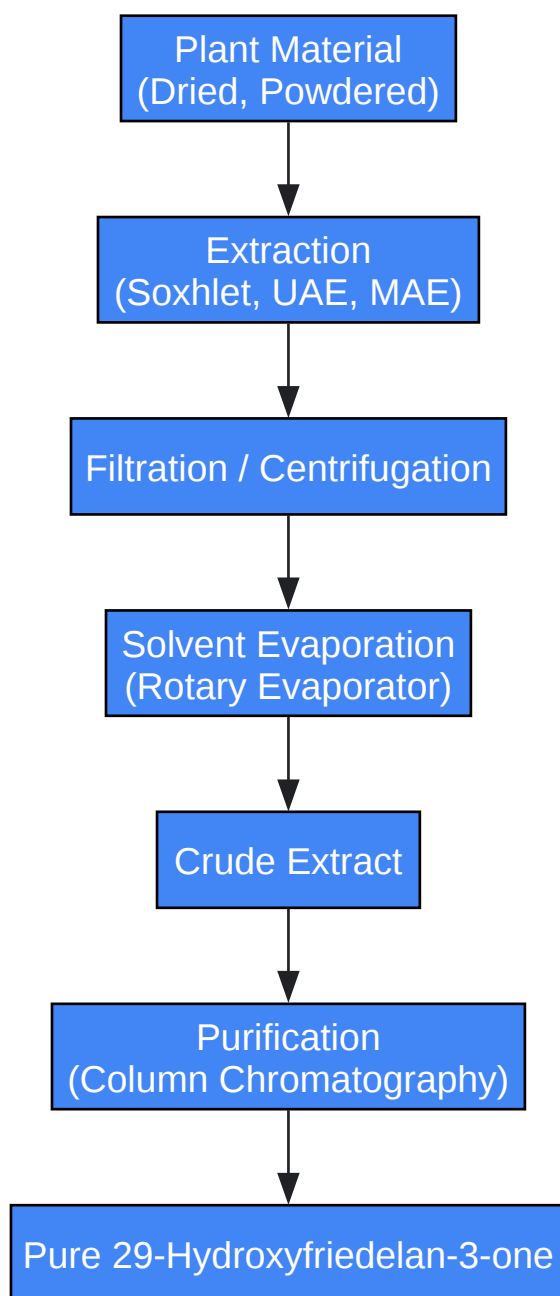 Plant Material
(Dried, Powdered)
Extraction
(Soxhlet, UAE, MAE)
Filtration / Centrifugation
Solvent Evaporation
(Rotary Evaporator)
Crude Extract
Purification
(Column Chromatography)
Pure 29-Hydroxyfriedelan-3-one